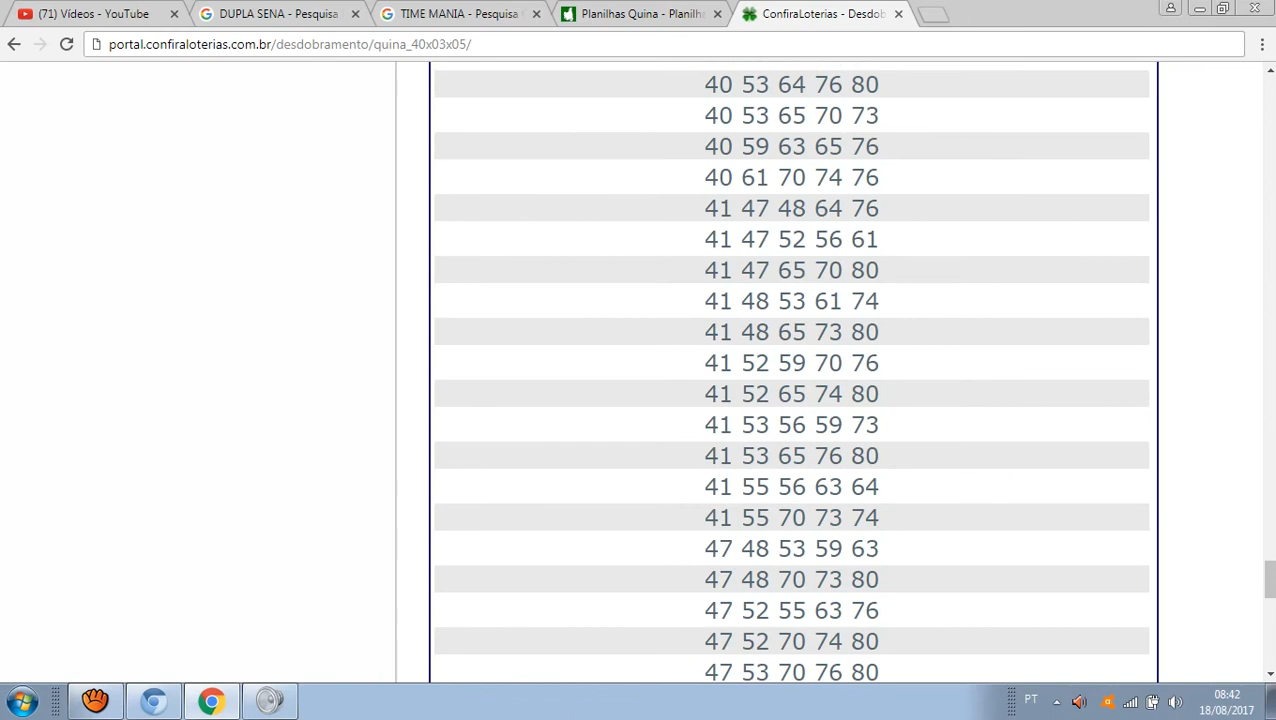 (71) Vídeos - YouTube
DUPLA SENA - Pesquisa
TIME MANIA - Pesquisa
Planilhas Quina - Planilh
ConfiraLoterias - Desdob
portal.confiraloterias.com.br/desdobramento/quina_40x03x05/
40 53 64 76 80
40 53 65 70 73
40 59 63 65 76
40 61 70 74 76
41 47 48 64 76
41 47 52 56 61
41 47 65 70 80
41 48 53 61 74
41 48 65 73 80
41 52 59 70 76
41 52 65 74 80
41 53 56 59 73
41 53 65 76 80
41 55 56 63 64
41 55 70 73 74
47 48 53 59 63
47 48 70 73 80
47 52 55 63 76
47 52 70 74 80
47 53 70 76 80
PT
08:42
18/08/2017